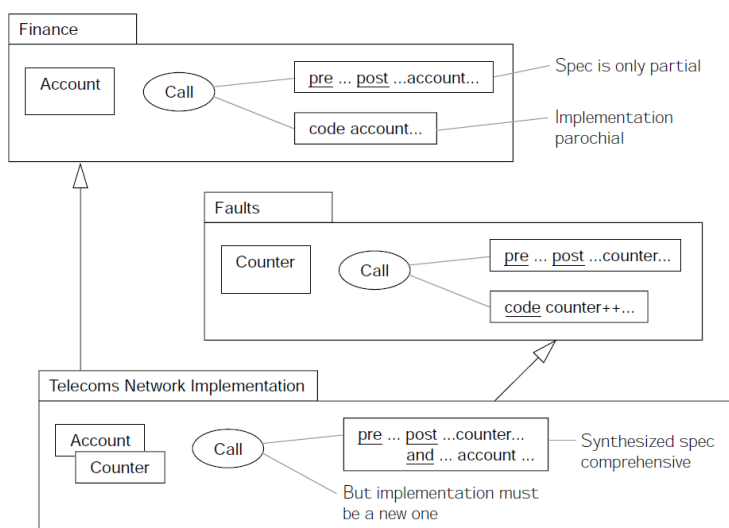 Finance
Account
Call
pre ... post ...account...
Spec is only partial
code account...
Implementation
parochial
Faults
Counter
Call
pre ... post ...counter...
code counter++...
Telecoms Network Implementation
Account
Counter
Call
pre ... post ...counter...
and ... account ...
Synthesized spec
comprehensive
But implementation must
be a new one